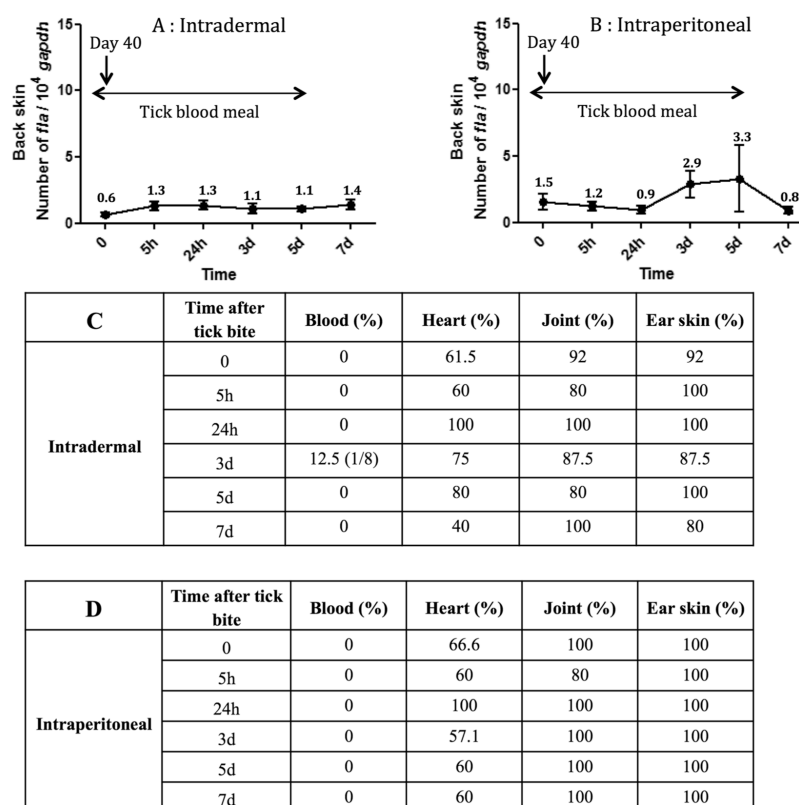 A : Intradermal
15
10
5
0
Back skin
Number of fla / 10⁴ gapdh
Day 40
Tick blood meal
0.6 1.3 1.3 1.1 1.1 1.4
0 5h 24h 3d 5d 7d
Time
B : Intraperitoneal
15
10
5
0
Back skin
Number of fla / 10⁴ gapdh
Day 40
Tick blood meal
1.5 1.2 0.9 2.9 3.3 0.8
0 5h 24h 3d 5d 7d
Time
C Time after tick bite Blood (%) Heart (%) Joint (%) Ear skin (%)
Intradermal
0 0 61.5 92 92
5h 0 60 80 100
24h 0 100 100 100
3d 12.5 (1/8) 75 87.5 87.5
5d 0 80 80 100
7d 0 40 100 80
D Time after tick bite Blood (%) Heart (%) Joint (%) Ear skin (%)
Intraperitoneal
0 0 66.6 100 100
5h 0 60 80 100
24h 0 100 100 100
3d 0 57.1 100 100
5d 0 60 100 100
7d 0 60 100 100